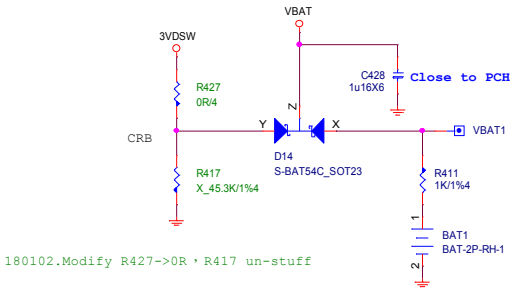 VBAT
3VDSW
R427
0R/4
C428
1u16X6
Close to PCH
CRB
Y
Z
X
VBAT1
D14
S-BAT54C_SOT23
R417
X_45.3K/1%4
R411
1K/1%4
1
BAT1
BAT-2P-RH-1
2
180102.Modify R427->0R，R417 un-stuff